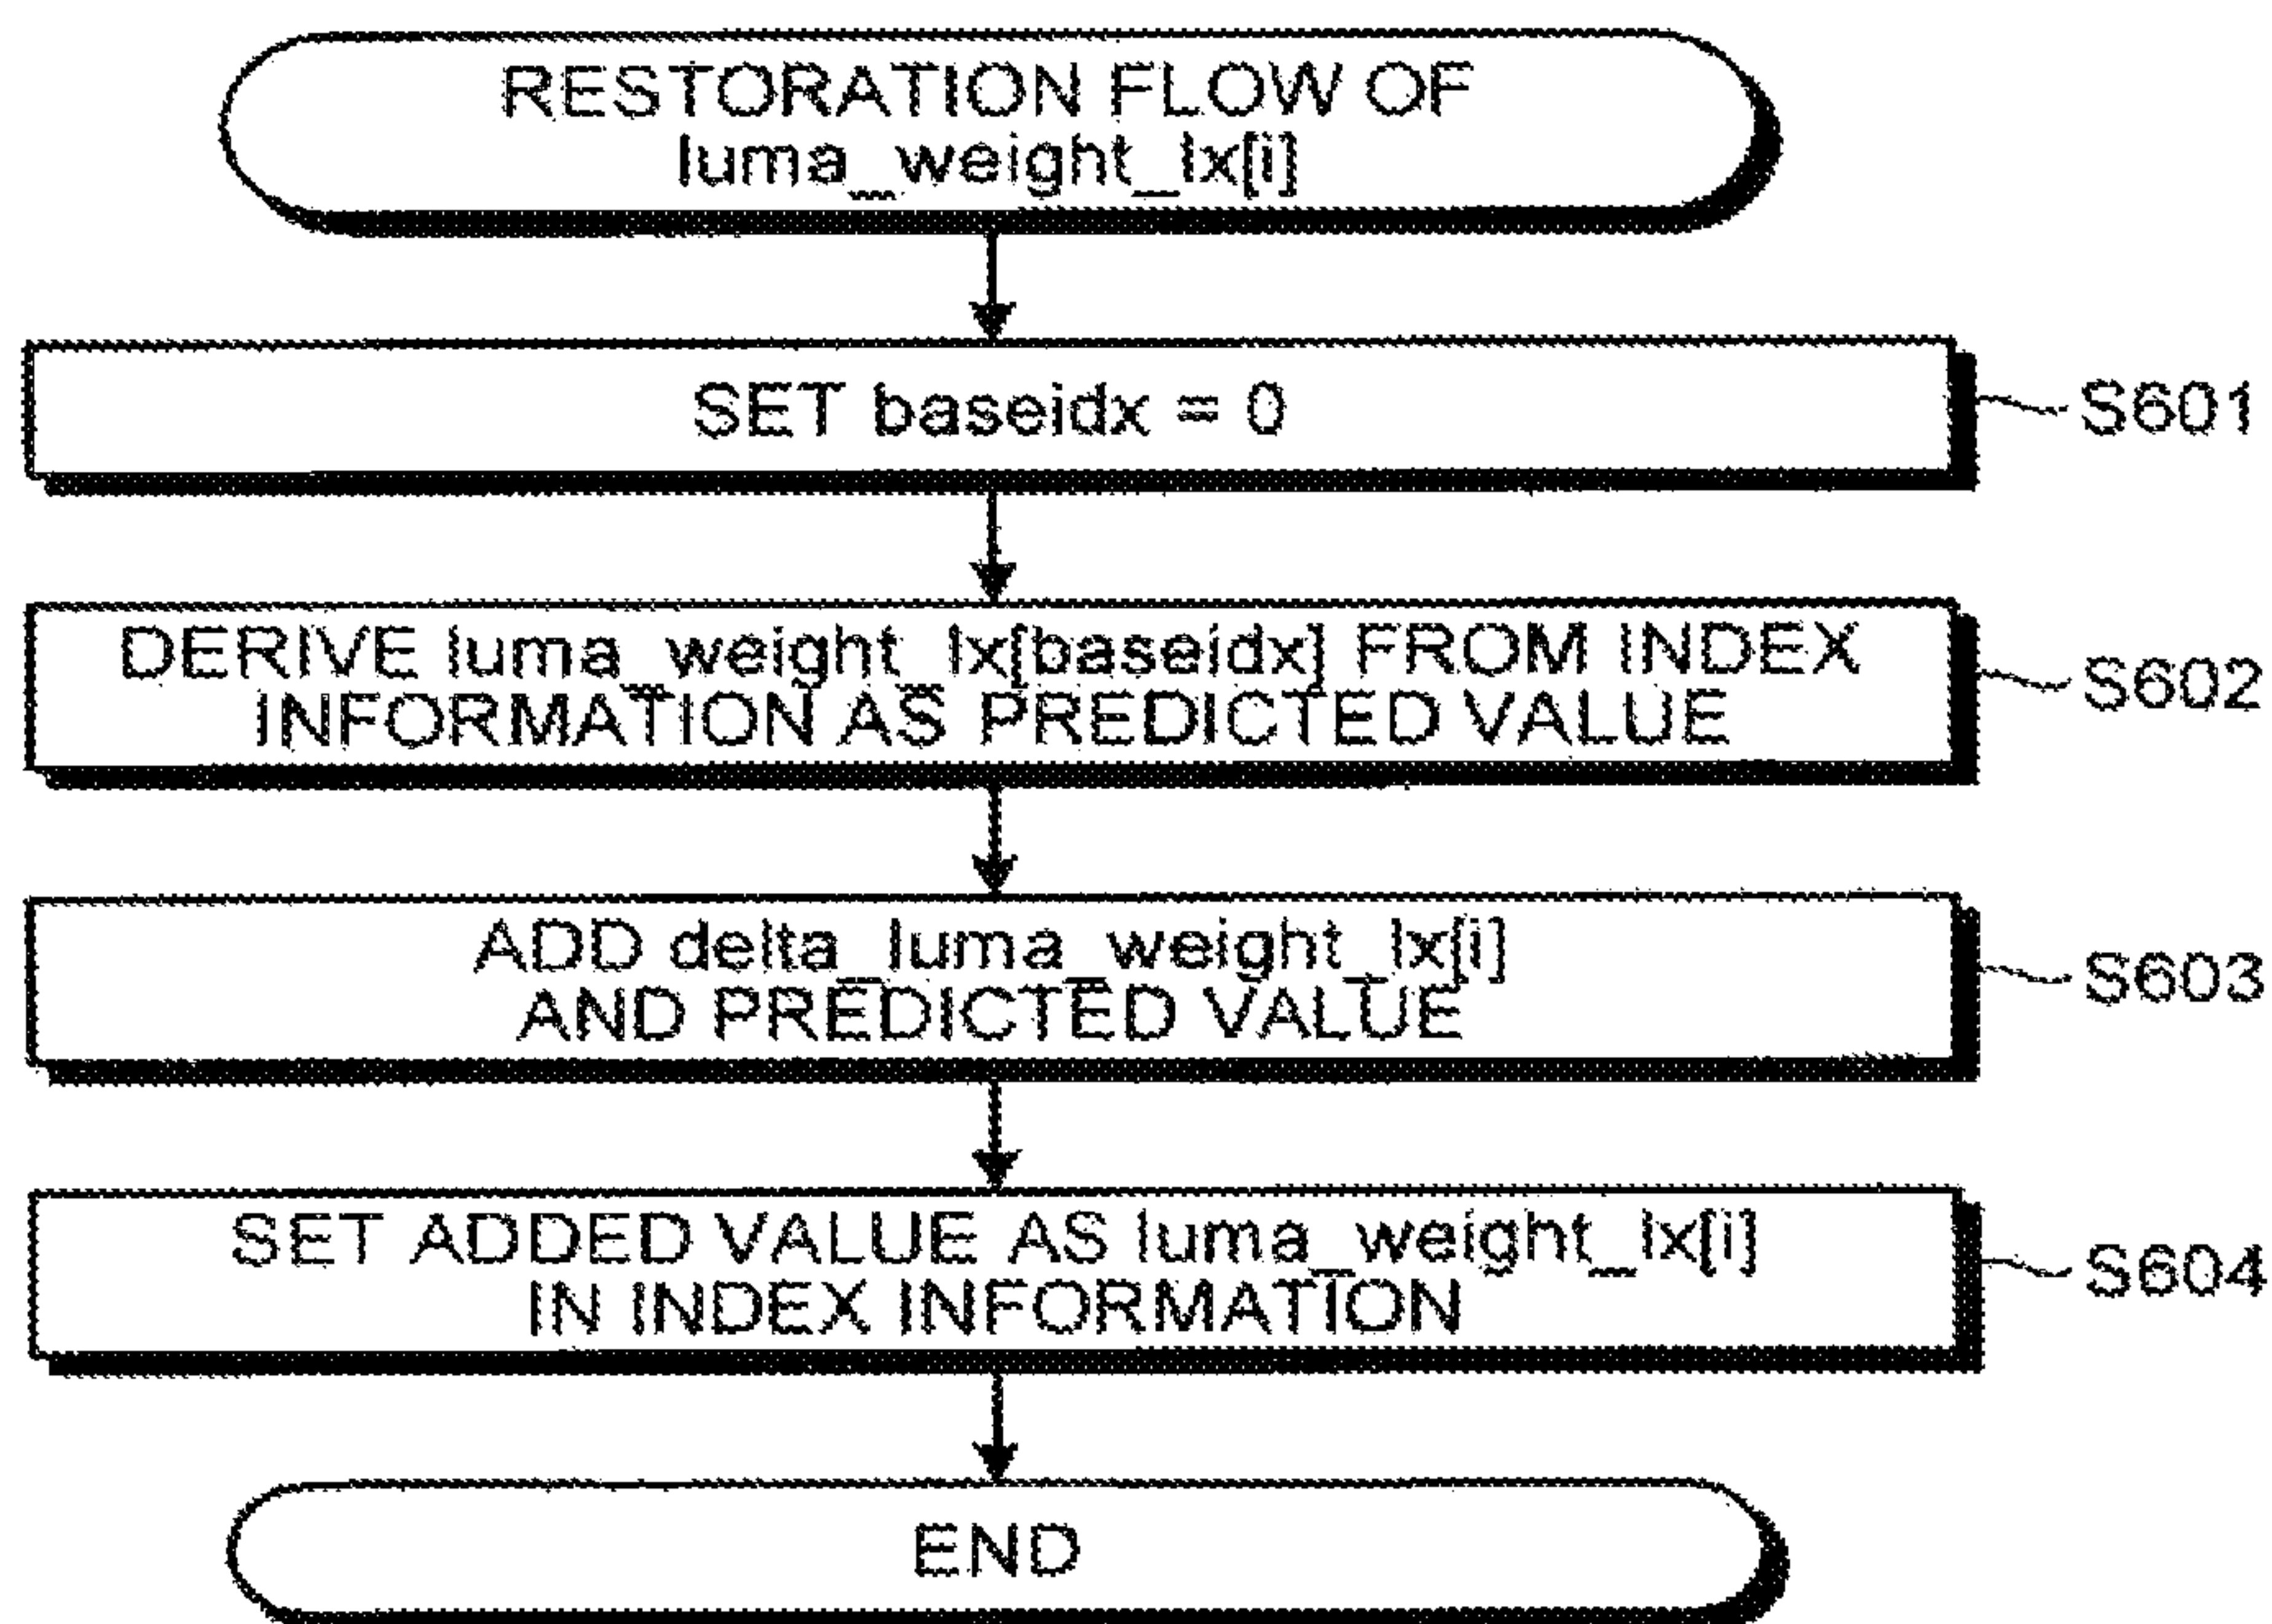 RESTORATION FLOW OF
luma_weight_lx[i]
SET baseidx = 0
S601
DERIVE luma_weight_lx[baseidx] FROM INDEX
INFORMATION AS PREDICTED VALUE
S602
ADD delta_luma_weight_lx[i]
AND PREDICTED VALUE
S603
SET ADDED VALUE AS luma_weight_lx[i]
IN INDEX INFORMATION
S604
END